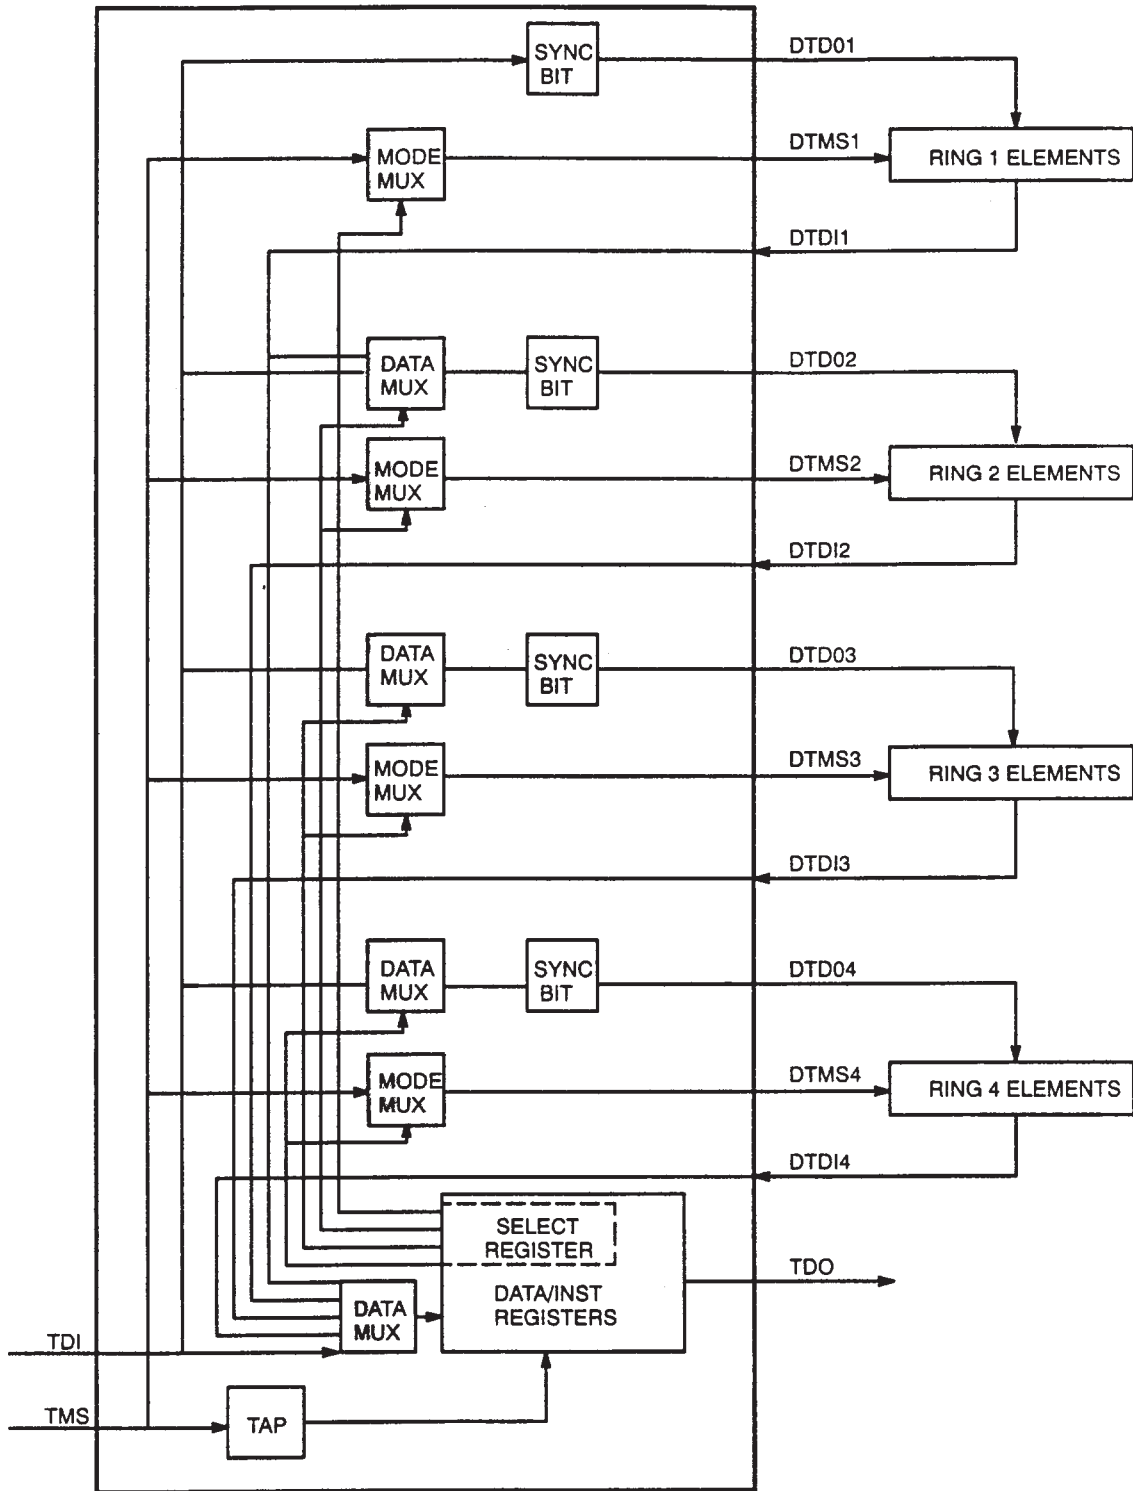 SYNC
BIT
DTD01
MODE
MUX
DTMS1
RING 1 ELEMENTS
DTDI1
DATA
MUX
SYNC
BIT
DTD02
MODE
MUX
DTMS2
RING 2 ELEMENTS
DTDI2
DATA
MUX
SYNC
BIT
DTD03
MODE
MUX
DTMS3
RING 3 ELEMENTS
DTDI3
DATA
MUX
SYNC
BIT
DTD04
MODE
MUX
DTMS4
RING 4 ELEMENTS
DTDI4
SELECT
REGISTER
DATA/INST
REGISTERS
TDO
DATA
MUX
TDI
TMS
TAP